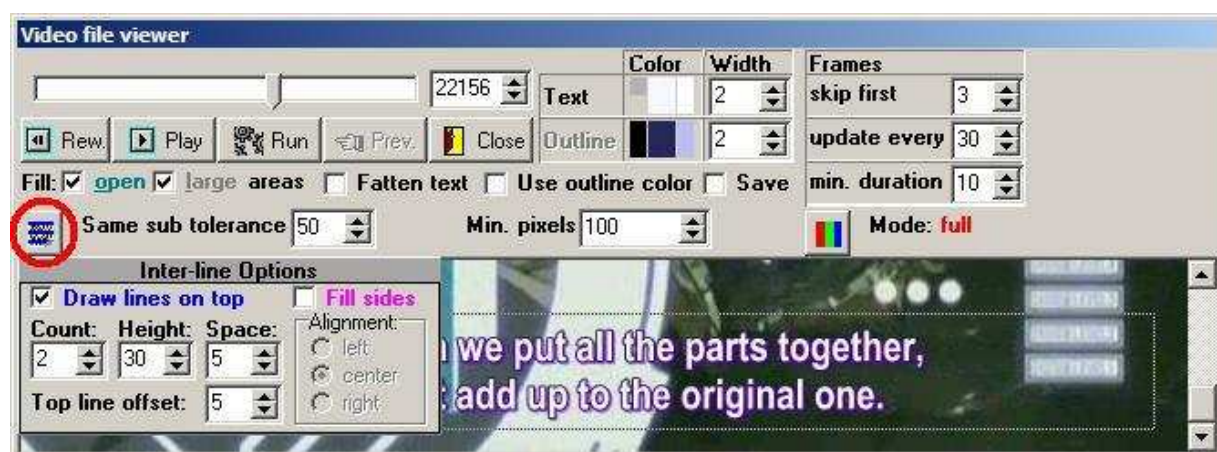 Video file viewer
22156
Color Width
Text 2
Outline 2
Frames
skip first 3
update every 30
min. duration 10
Rew. Play Run Prev. Close
Fill: open large areas Fatten text Use outline color Save
Same sub tolerance 50 Min. pixels 100 Mode: full
Inter-line Options
Draw lines on top Fill sides
Count: Height: Space:
2 30 5
Top line offset: 5
Alignment:
left
center
right
we put all the parts together,
add up to the original one.